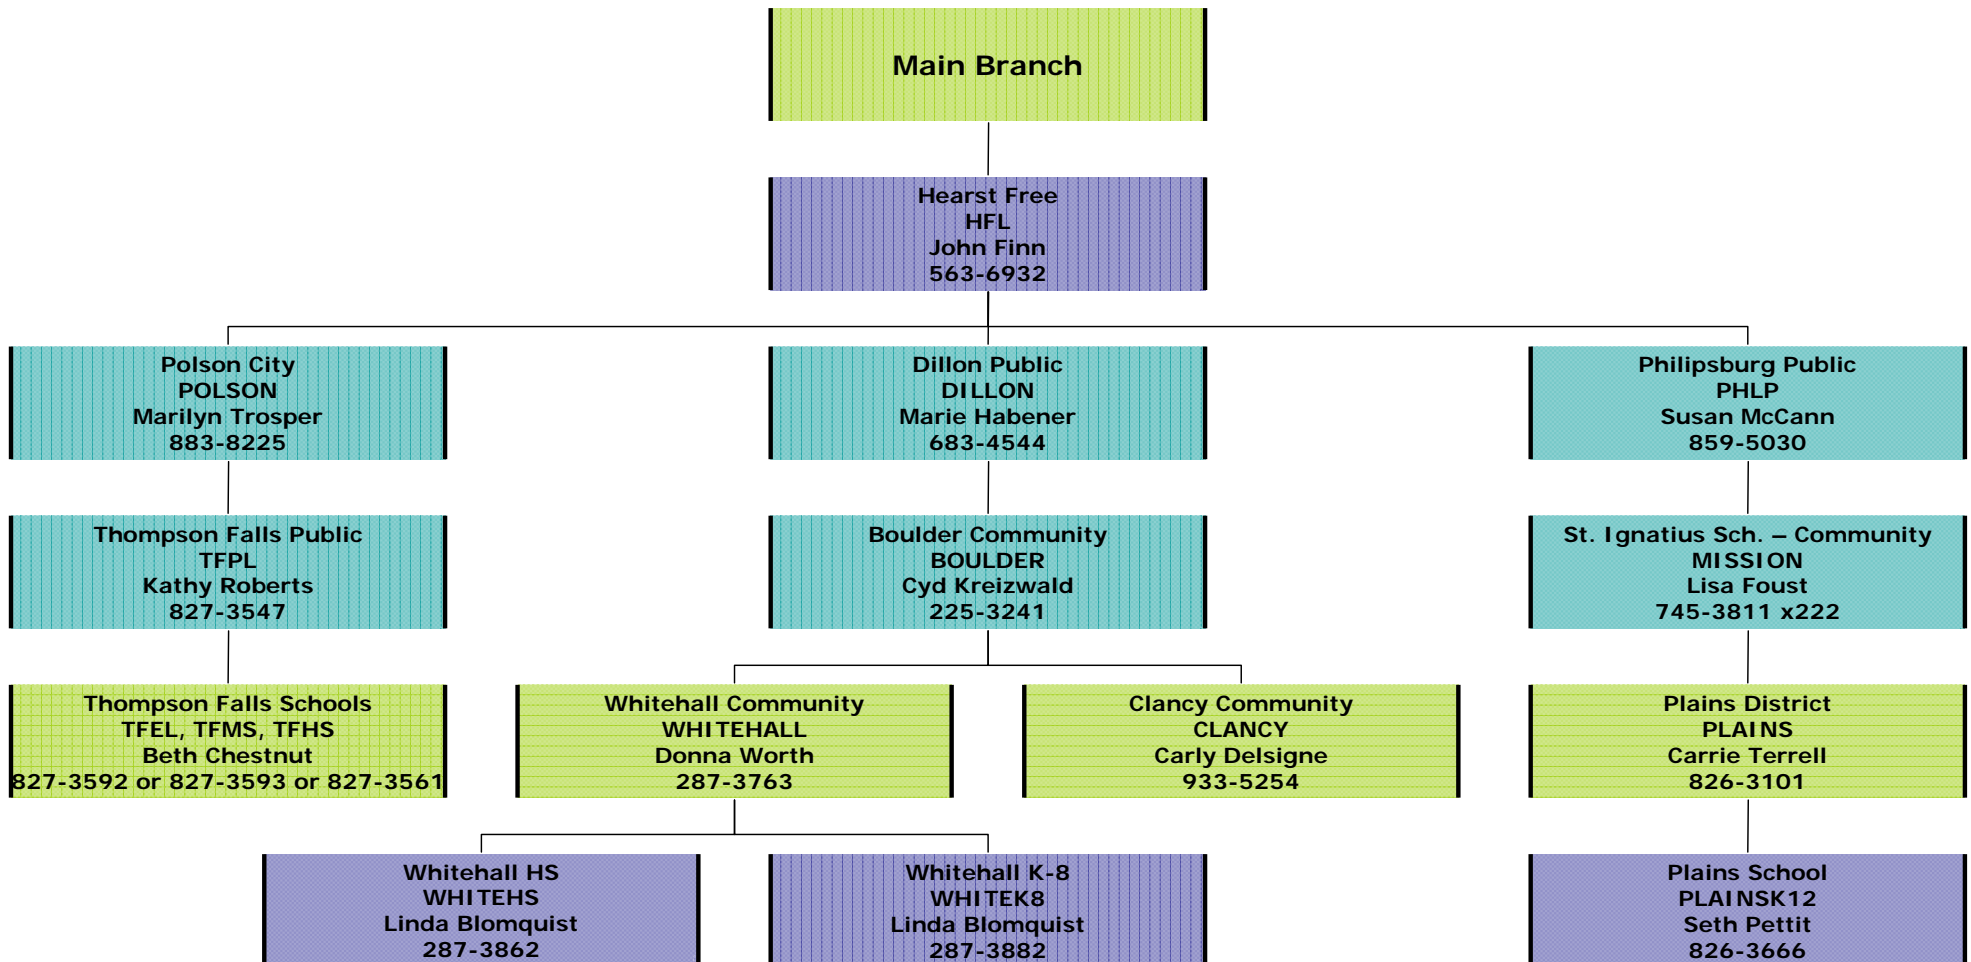 Main Branch
Hearst Free
HFL
John Finn
563-6932
Polson City
POLSON
Marilyn Trosper
883-8225
Dillon Public
DILLON
Marie Habener
683-4544
Philipsburg Public
PHLP
Susan McCann
859-5030
Thompson Falls Public
TFPL
Kathy Roberts
827-3547
Boulder Community
BOULDER
Cyd Kreizwald
225-3241
St. Ignatius Sch. – Community
MISSION
Lisa Foust
745-3811 x222
Thompson Falls Schools
TFEL, TFMS, TFHS
Beth Chestnut
827-3592 or 827-3593 or 827-3561
Whitehall Community
WHITEHALL
Donna Worth
287-3763
Clancy Community
CLANCY
Carly Delsigne
933-5254
Plains District
PLAINS
Carrie Terrell
826-3101
Whitehall HS
WHITEHS
Linda Blomquist
287-3862
Whitehall K-8
WHITEK8
Linda Blomquist
287-3882
Plains School
PLAINSK12
Seth Pettit
826-3666